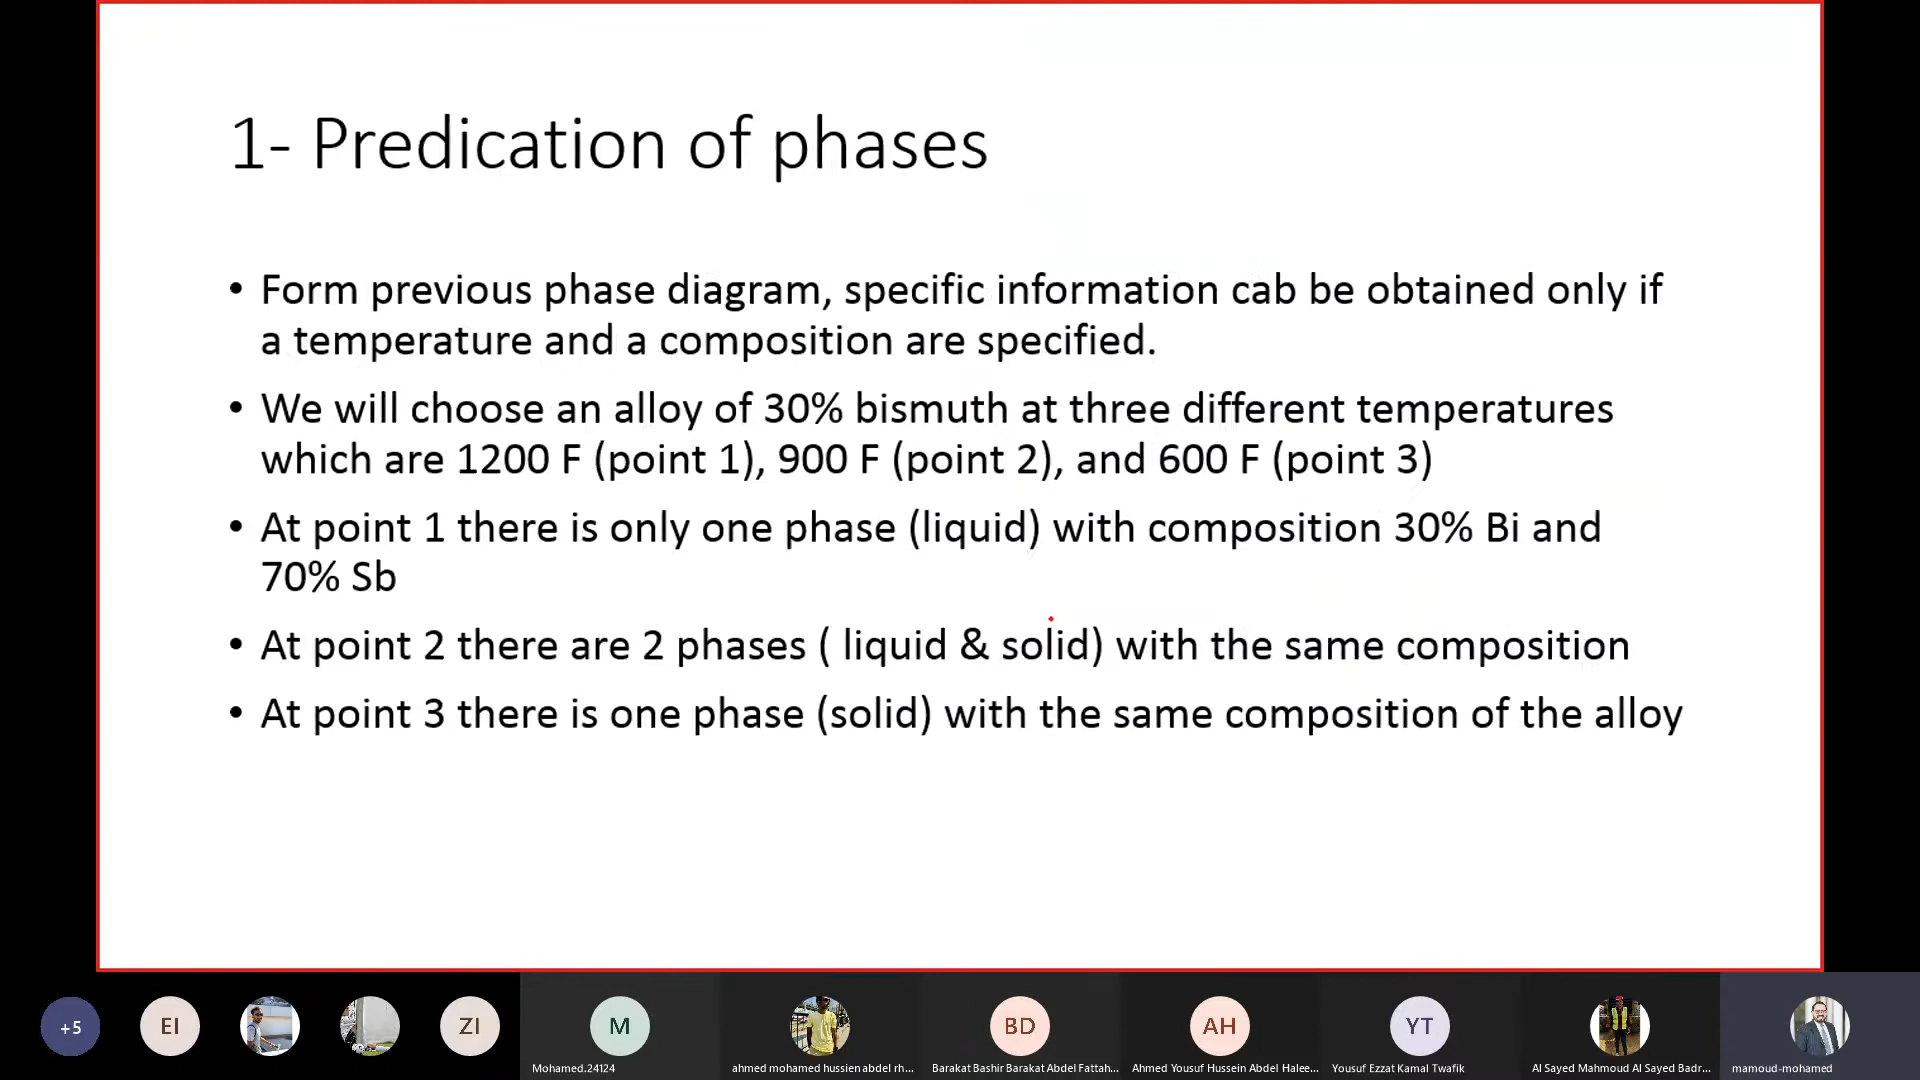 1- Predication of phases
• Form previous phase diagram, specific information cab be obtained only if
a temperature and a composition are specified.
• We will choose an alloy of 30% bismuth at three different temperatures
which are 1200 F (point 1), 900 F (point 2), and 600 F (point 3)
• At point 1 there is only one phase (liquid) with composition 30% Bi and
70% Sb
• At point 2 there are 2 phases ( liquid & solid) with the same composition
• At point 3 there is one phase (solid) with the same composition of the alloy
+5 EI ZI M BD AH YT
Mohamed.24124 ahmed mohamed hussien abdel rh... Barakat Bashir Barakat Abdel Fattah... Ahmed Yousuf Hussein Abdel Halee... Yousuf Ezzat Kamal Twafik Al Sayed Mahmoud Al Sayed Badr... mamoud-mohamed